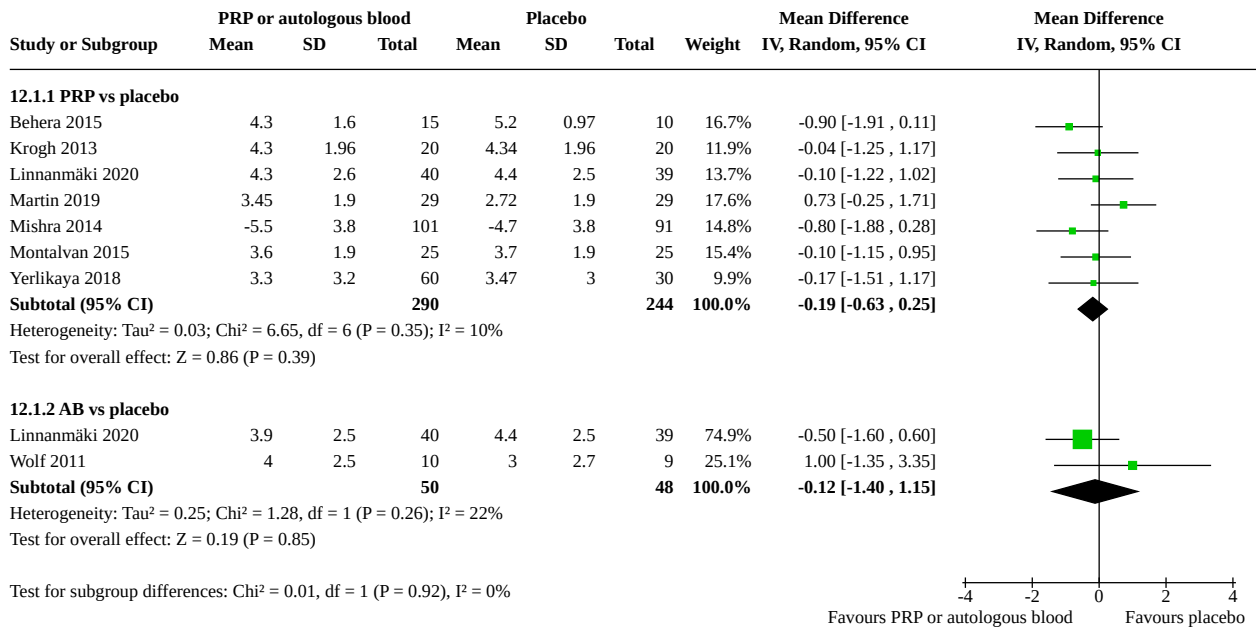 PRP or autologous blood Placebo Mean Difference Mean Difference
Study or Subgroup Mean SD Total Mean SD Total Weight IV, Random, 95% CI IV, Random, 95% CI
12.1.1 PRP vs placebo
Behera 2015 4.3 1.6 15 5.2 0.97 10 16.7% -0.90 [-1.91 , 0.11]
Krogh 2013 4.3 1.96 20 4.34 1.96 20 11.9% -0.04 [-1.25 , 1.17]
Linnanmäki 2020 4.3 2.6 40 4.4 2.5 39 13.7% -0.10 [-1.22 , 1.02]
Martin 2019 3.45 1.9 29 2.72 1.9 29 17.6% 0.73 [-0.25 , 1.71]
Mishra 2014 -5.5 3.8 101 -4.7 3.8 91 14.8% -0.80 [-1.88 , 0.28]
Montalvan 2015 3.6 1.9 25 3.7 1.9 25 15.4% -0.10 [-1.15 , 0.95]
Yerlikaya 2018 3.3 3.2 60 3.47 3 30 9.9% -0.17 [-1.51 , 1.17]
Subtotal (95% CI) 290 244 100.0% -0.19 [-0.63 , 0.25]
Heterogeneity: Tau² = 0.03; Chi² = 6.65, df = 6 (P = 0.35); I² = 10%
Test for overall effect: Z = 0.86 (P = 0.39)
12.1.2 AB vs placebo
Linnanmäki 2020 3.9 2.5 40 4.4 2.5 39 74.9% -0.50 [-1.60 , 0.60]
Wolf 2011 4 2.5 10 3 2.7 9 25.1% 1.00 [-1.35 , 3.35]
Subtotal (95% CI) 50 48 100.0% -0.12 [-1.40 , 1.15]
Heterogeneity: Tau² = 0.25; Chi² = 1.28, df = 1 (P = 0.26); I² = 22%
Test for overall effect: Z = 0.19 (P = 0.85)
Test for subgroup differences: Chi² = 0.01, df = 1 (P = 0.92), I² = 0%
-4 -2 0 2 4
Favours PRP or autologous blood Favours placebo